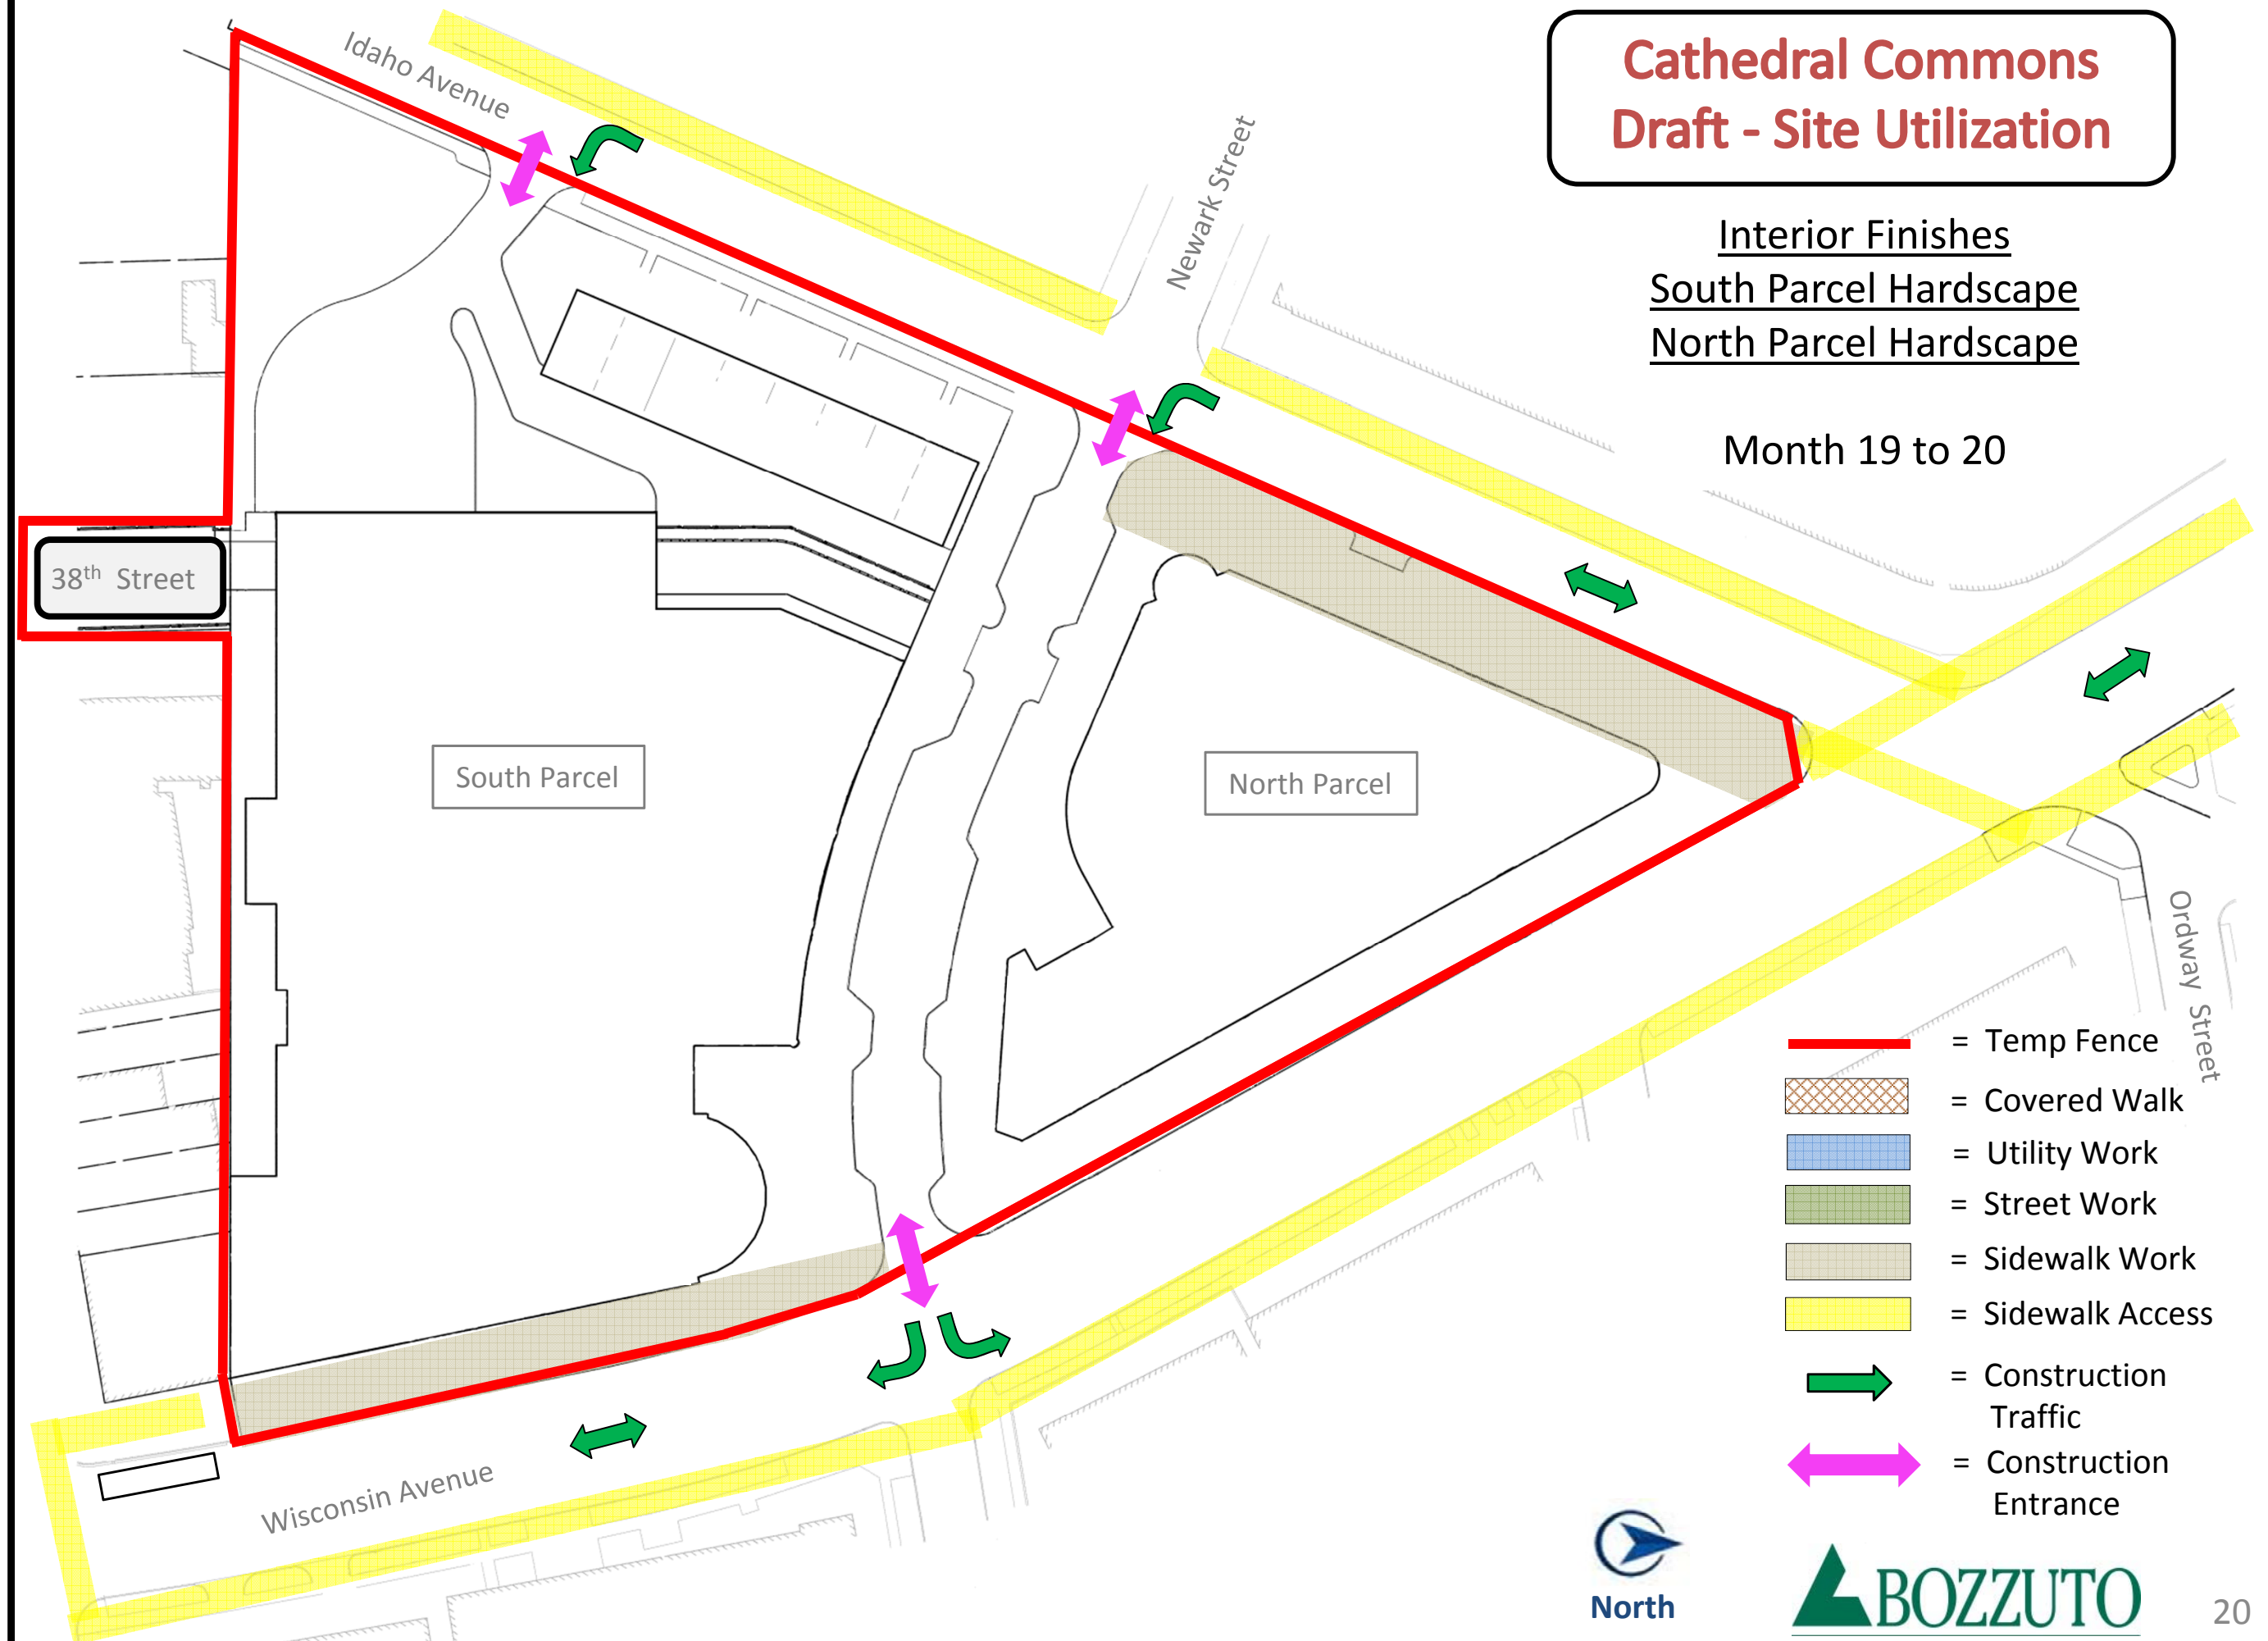 Cathedral Commons
Draft - Site Utilization
Interior Finishes
South Parcel Hardscape
North Parcel Hardscape
Month 19 to 20
Idaho Avenue
Newark Street
38th Street
South Parcel
North Parcel
Ordway Street
Wisconsin Avenue
= Temp Fence
= Covered Walk
= Utility Work
= Street Work
= Sidewalk Work
= Sidewalk Access
= Construction
Traffic
= Construction
Entrance
North
BOZZUTO
20